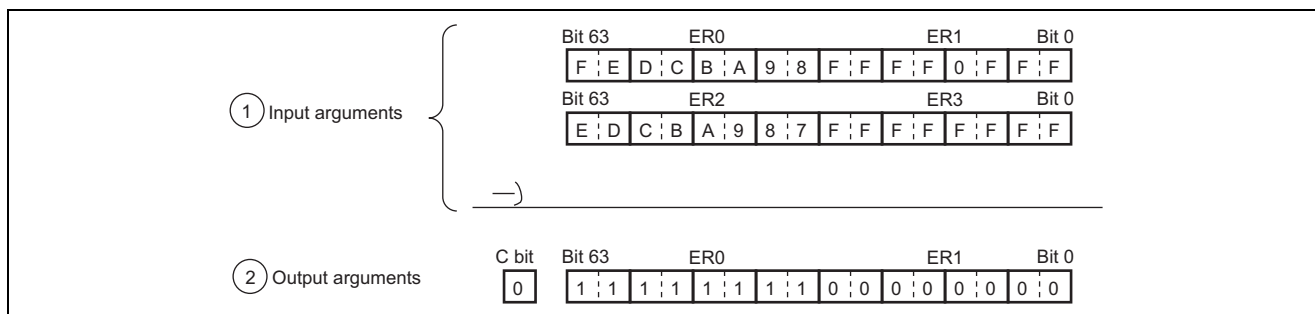 Bit 63 ER0 ER1 Bit 0
F E D C B A 9 8 F F F F 0 F F F
1 Input arguments
Bit 63 ER2 ER3 Bit 0
E D C B A 9 8 7 F F F F F F F F
—)
C bit Bit 63 ER0 ER1 Bit 0
2 Output arguments
0 1 1 1 1 1 1 1 1 0 0 0 0 0 0 0 0